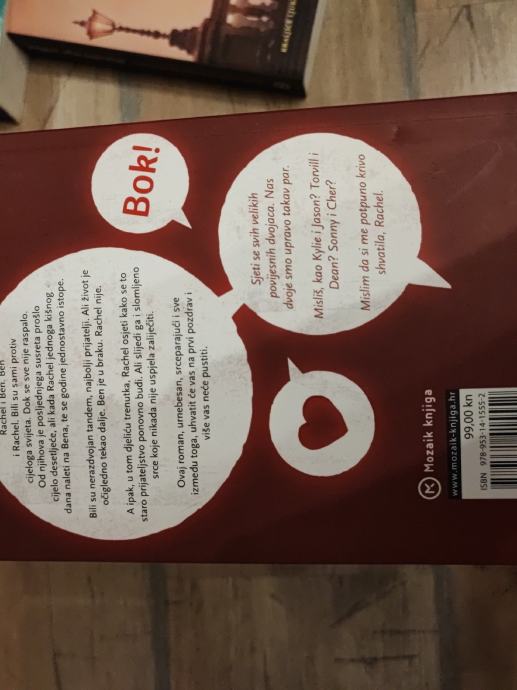 Bok!
Rachel i Ben. Ben
i Rachel. Bili su sami protiv
cijeloga svijeta. Dok se sve nije raspalo.
Od njihova je posljednjega susreta prošlo
cijelo desetljeće, ali kada Rachel jednoga kišnog
dana naleti na Bena, te se godine jednostavno istope.
Bili su nerazdvojan tandem, najbolji prijatelji. Ali život je
očigledno tekao dalje. Ben je u braku. Rachel nije.
A ipak, u tom djeliću trenutka, Rachel osjeti kako se to
staro prijateljstvo ponovno budi. Ali slijedi ga i slomljeno
srce koje nikada nije uspjela zaliječiti.
Ovaj roman, urnebesan, srceparajući i sve
između toga, uhvatit će vas na prvi pozdrav i
više vas neće pustiti.
Sjeti se svih velikih
povijesnih dvojaca. Nas
dvoje smo upravo takav par.
Misliš, kao Kylie i Jason? Torvill i
Dean? Sonny i Cher?
Mislim da si me potpuno krivo
shvatila, Rachel.
Mozaik knjiga
www.mozaik-knjiga.hr
99,00 kn
ISBN 978-953-14-1555-2